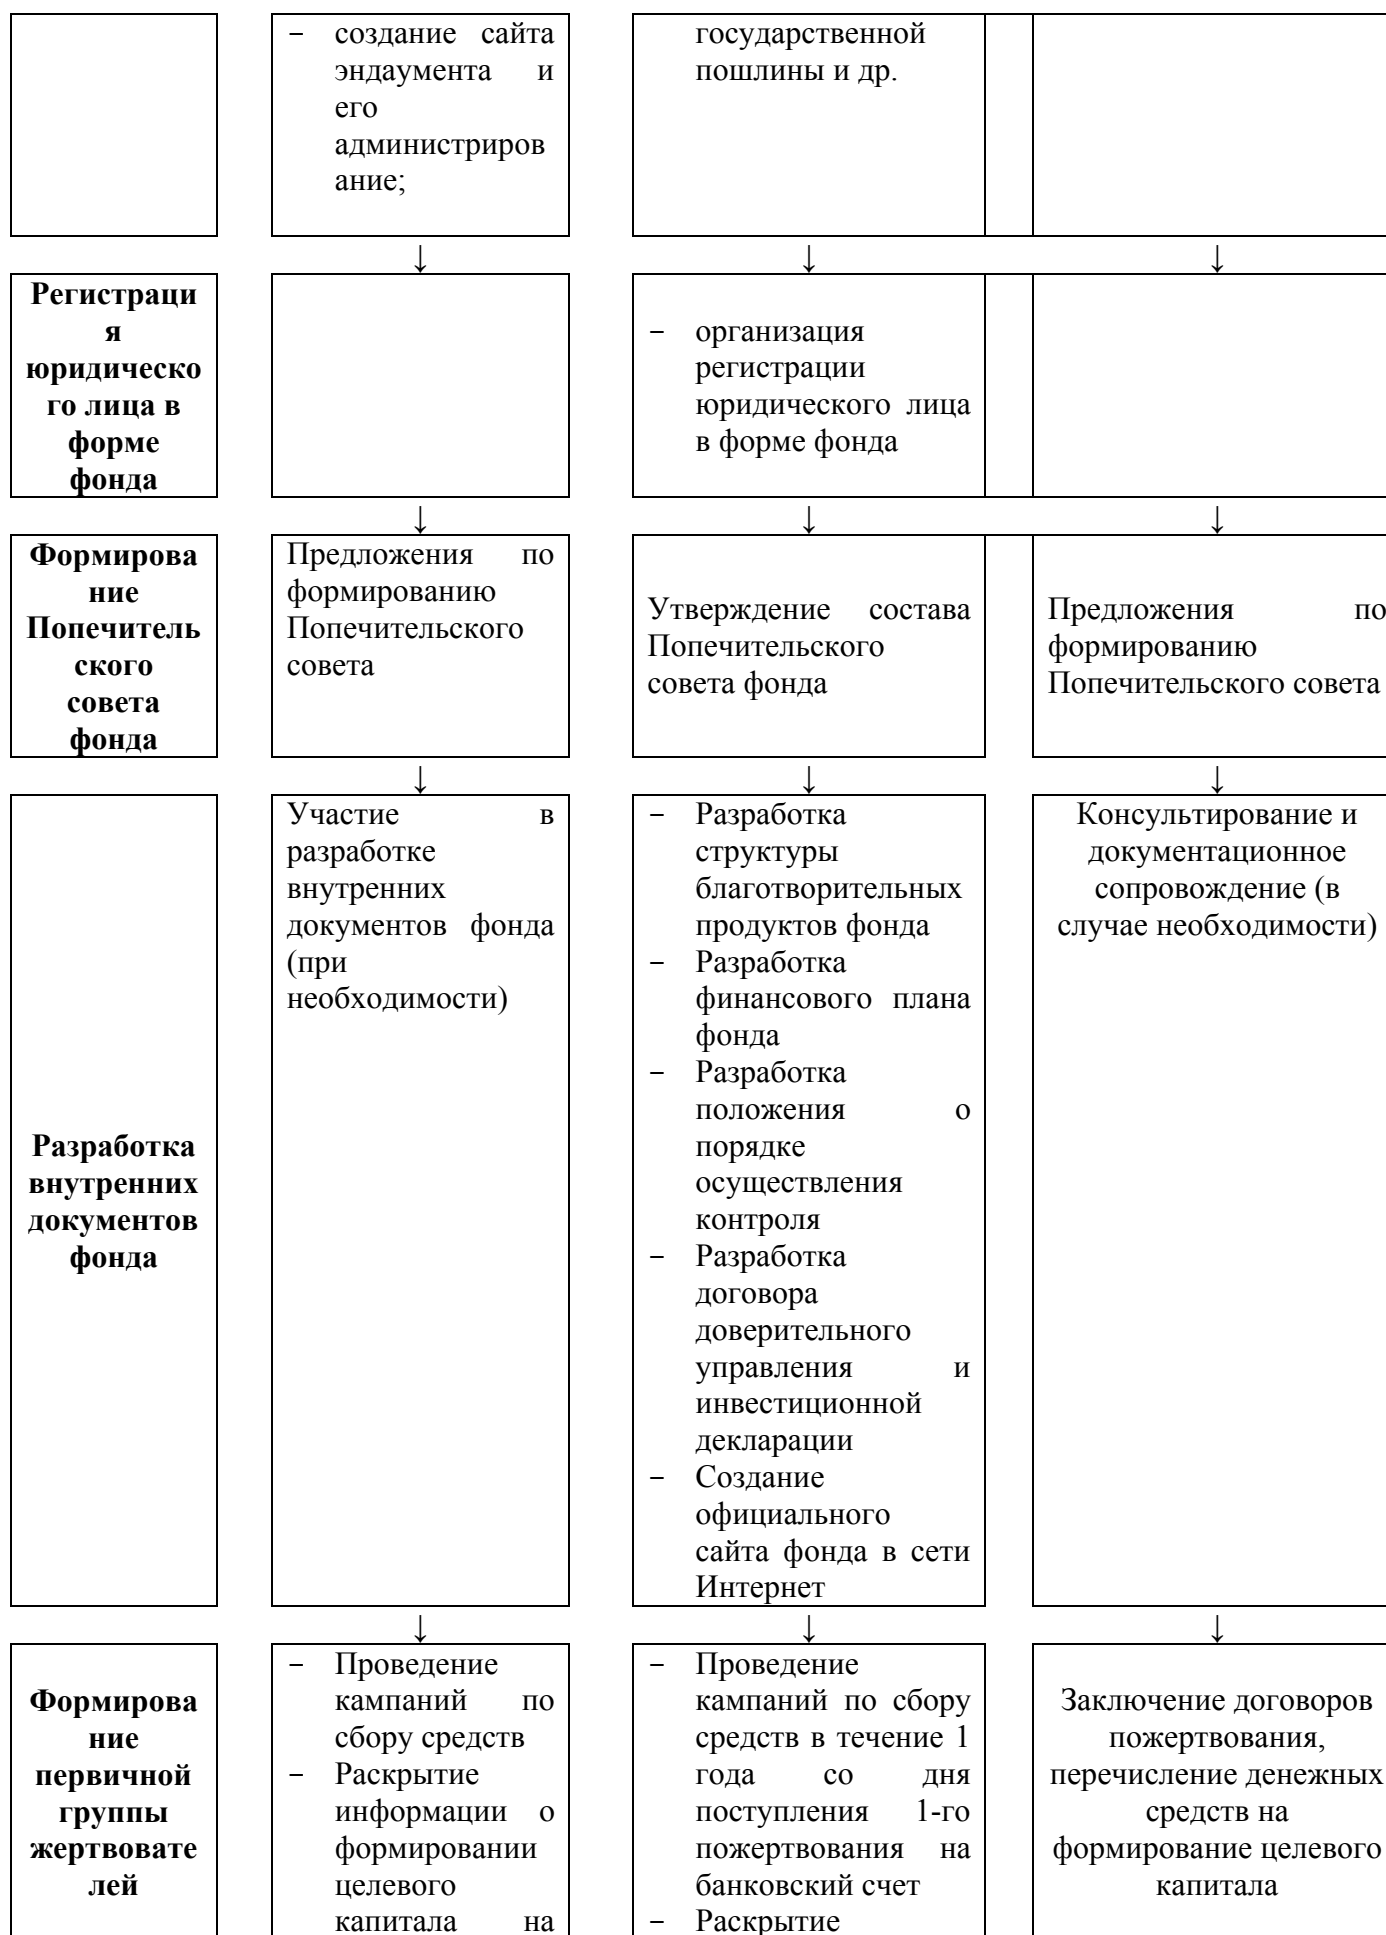 – создание сайта
эндаумента и
его
администриров
ание;
государственной
пошлины и др.
↓ ↓ ↓
Регистраци
я
юридическо
го лица в
форме
фонда
– организация
регистрации
юридического лица
в форме фонда
↓ ↓ ↓
Формирова
ние
Попечитель
ского
совета
фонда
Предложения по
формированию
Попечительского
совета
Утверждение состава
Попечительского
совета фонда
Предложения по
формированию
Попечительского совета
↓ ↓ ↓
Разработка
внутренних
документов
фонда
Участие в
разработке
внутренних
документов фонда
(при
необходимости)
– Разработка
структуры
благотворительных
продуктов фонда
– Разработка
финансового плана
фонда
– Разработка
положения о
порядке
осуществления
контроля
– Разработка
договора
доверительного
управления и
инвестиционной
декларации
– Создание
официального
сайта фонда в сети
Интернет
Консультирование и
документационное
сопровождение (в
случае необходимости)
↓ ↓ ↓
Формирова
ние
первичной
группы
жертвовате
лей
– Проведение
кампаний по
сбору средств
– Раскрытие
информации о
формировании
целевого
капитала на
– Проведение
кампаний по сбору
средств в течение 1
года со дня
поступления 1-го
пожертвования на
банковский счет
– Раскрытие
Заключение договоров
пожертвования,
перечисление денежных
средств на
формирование целевого
капитала